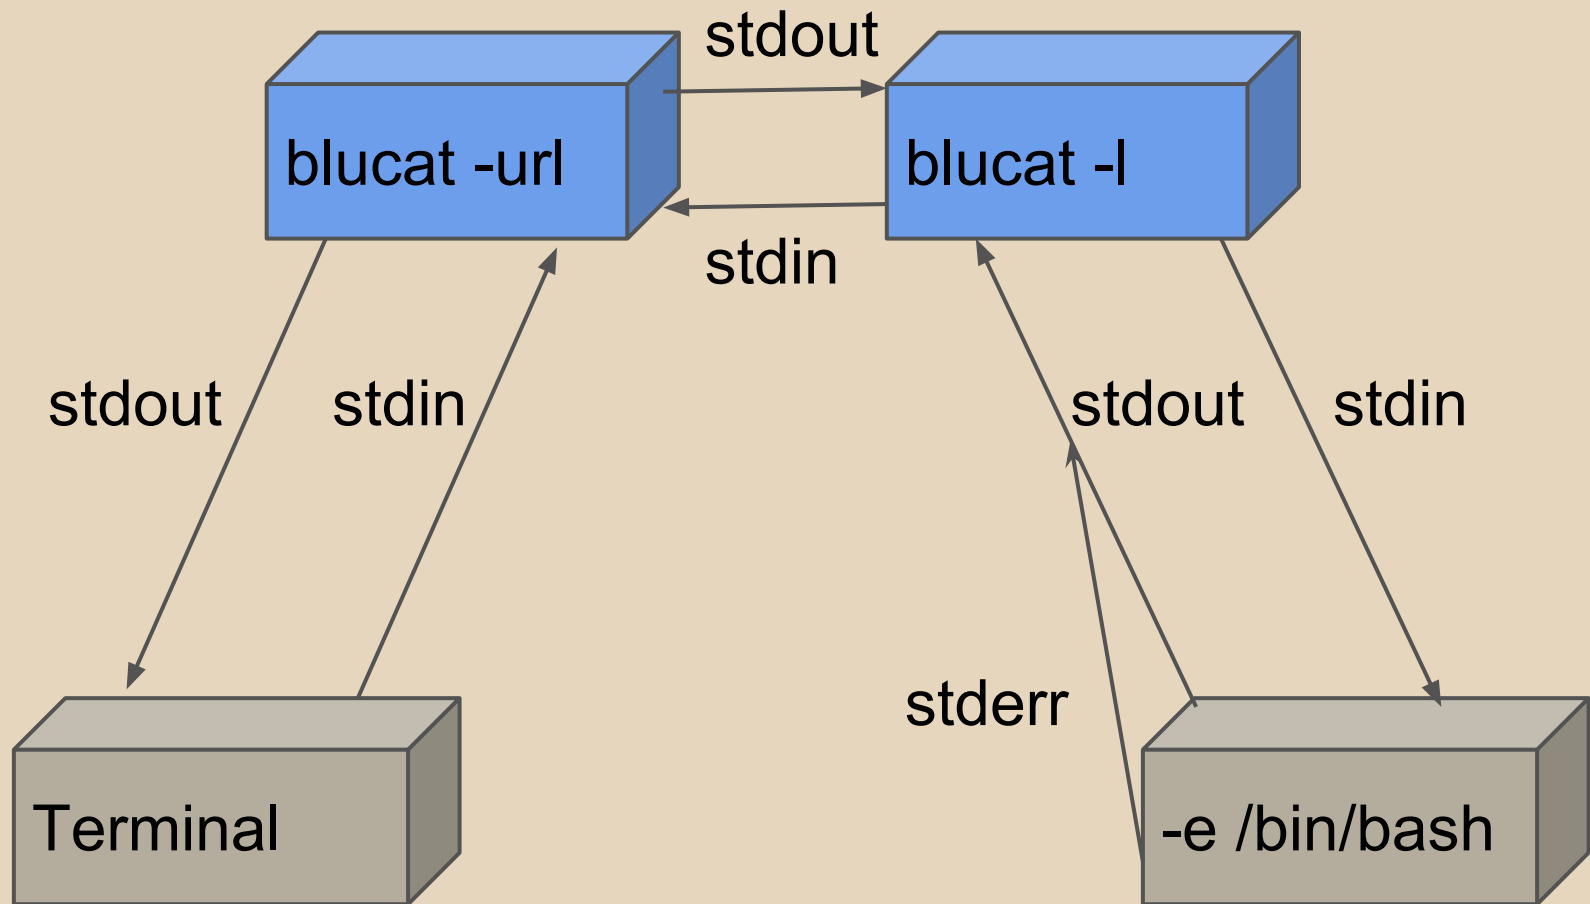 stdout
blucat -url
blucat -l
stdin
stdout
stdin
stdout
stdin
stderr
Terminal
-e /bin/bash